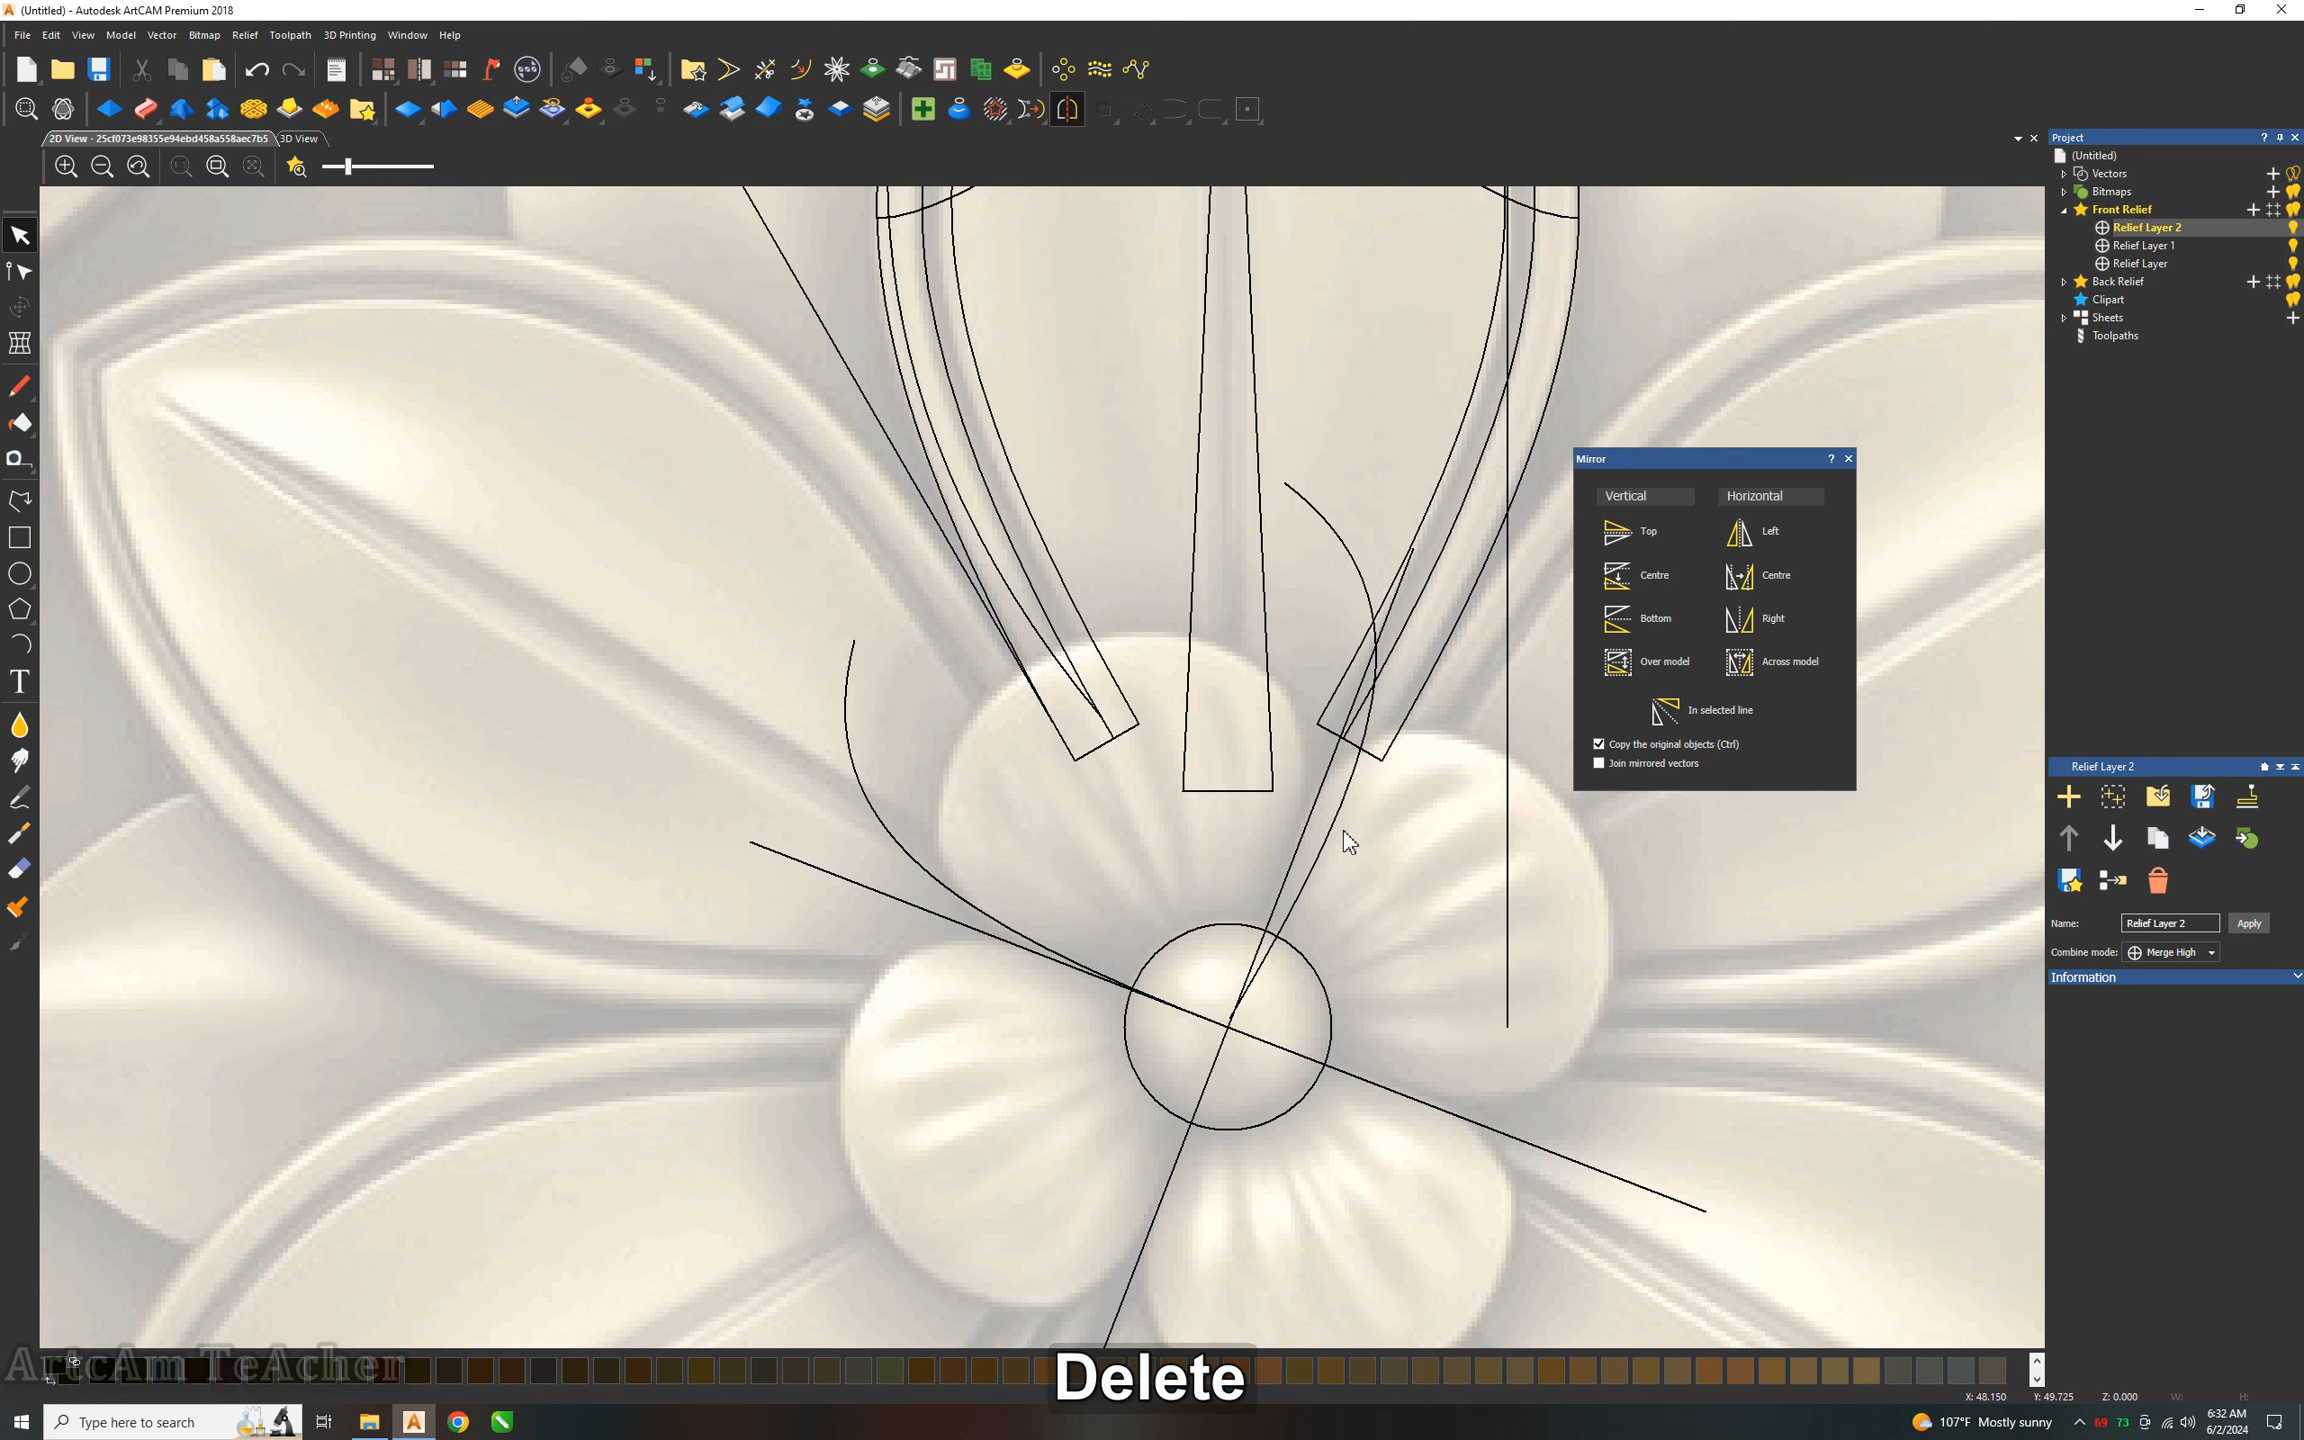 (Untitled) - Autodesk ArtCAM Premium 2018
File Edit View Model Vector Bitmap Relief Toolpath 3D Printing Window Help
2D View - 25cf073e98355e94ebd458a558aec7b5 3D View
Project
(Untitled)
Vectors
Bitmaps
Front Relief
Relief Layer 2
Relief Layer 1
Relief Layer
Back Relief
Clipart
Sheets
Toolpaths
Mirror
Vertical Horizontal
Top Left
Centre Centre
Bottom Right
Over model Across model
In selected line
Copy the original objects (Ctrl)
Join mirrored vectors
Relief Layer 2
Name: Relief Layer 2 Apply
Combine mode: Merge High
Information
ArtcAm TeAcher
Delete
X: 48.150 Y: 49.725 Z: 0.000 W: H:
Type here to search
107°F Mostly sunny
69 73
6:32 AM
6/2/2024